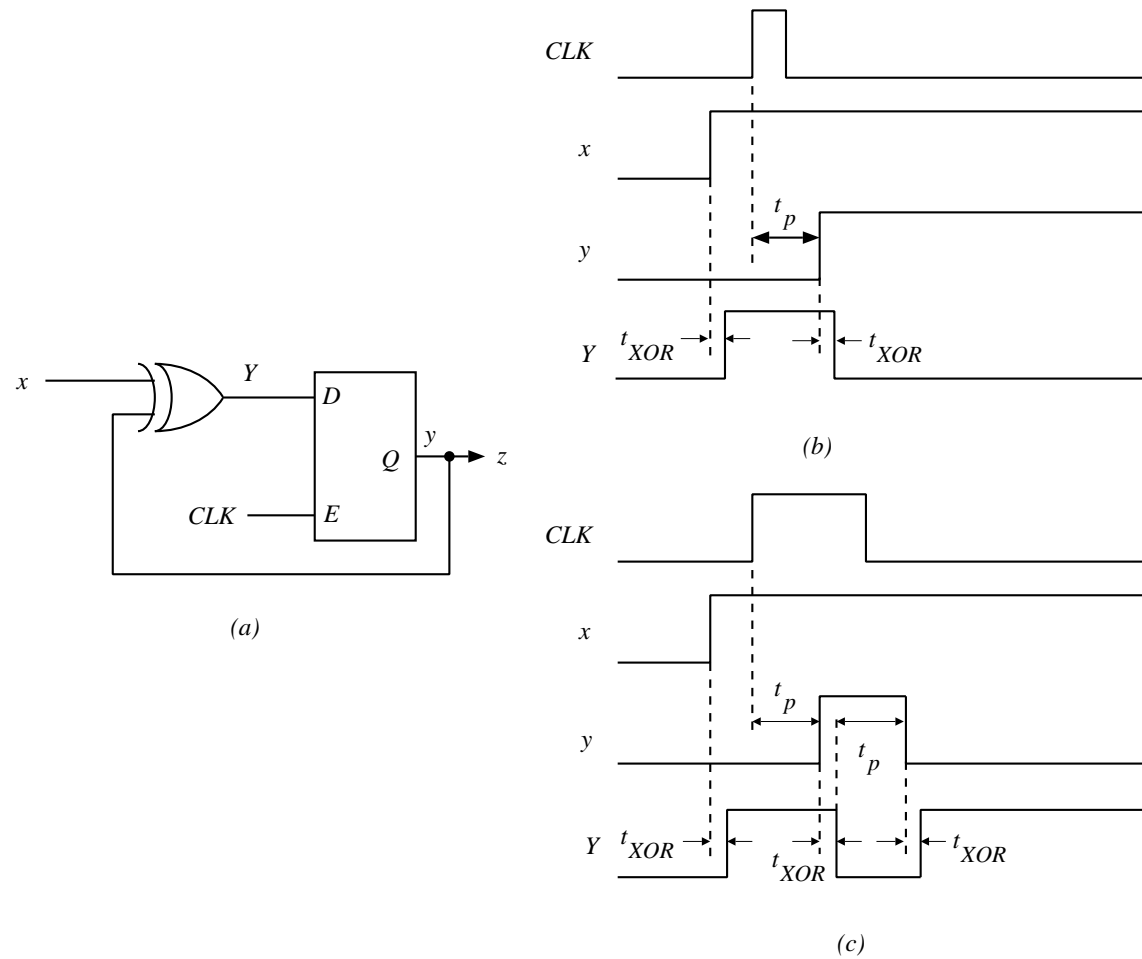 x
Y
D
Q
y
z
CLK
E
(a)
CLK
x
t_p
y
t_XOR
t_XOR
Y
(b)
CLK
x
t_p
t_p
y
Y
t_XOR
t_XOR
t_XOR
(c)